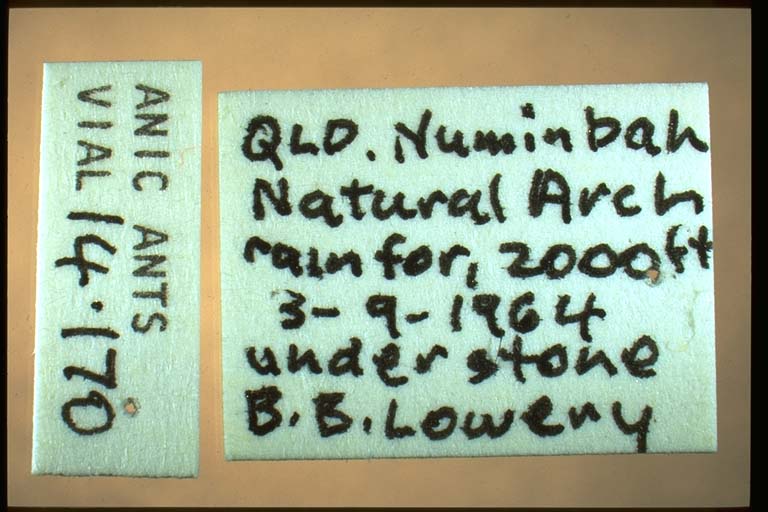 ANIC ANTS
VIAL 14.170
QLD. Numinbah
Natural Arch
rain for, 2000ft
3-9-1964
under stone
B.B. Lowery